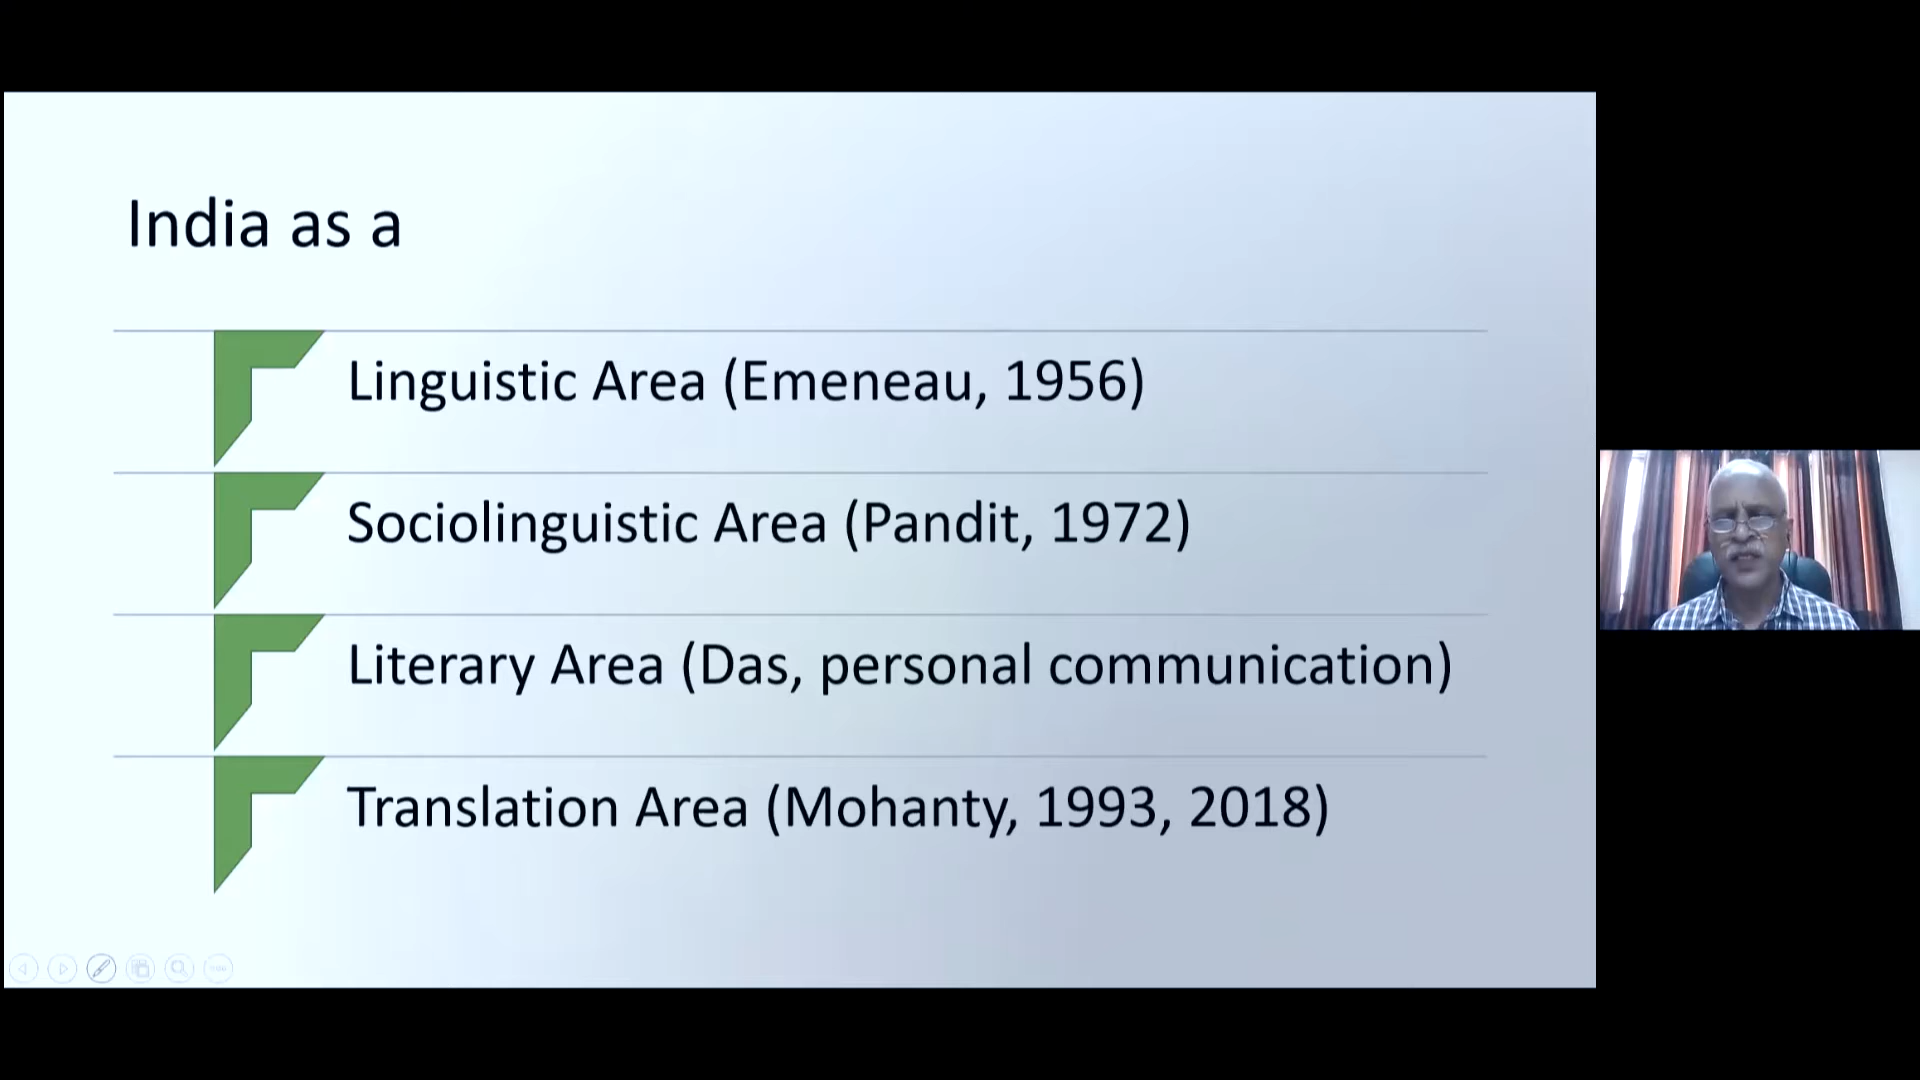 India as a
Linguistic Area (Emeneau, 1956)
Sociolinguistic Area (Pandit, 1972)
Literary Area (Das, personal communication)
Translation Area (Mohanty, 1993, 2018)